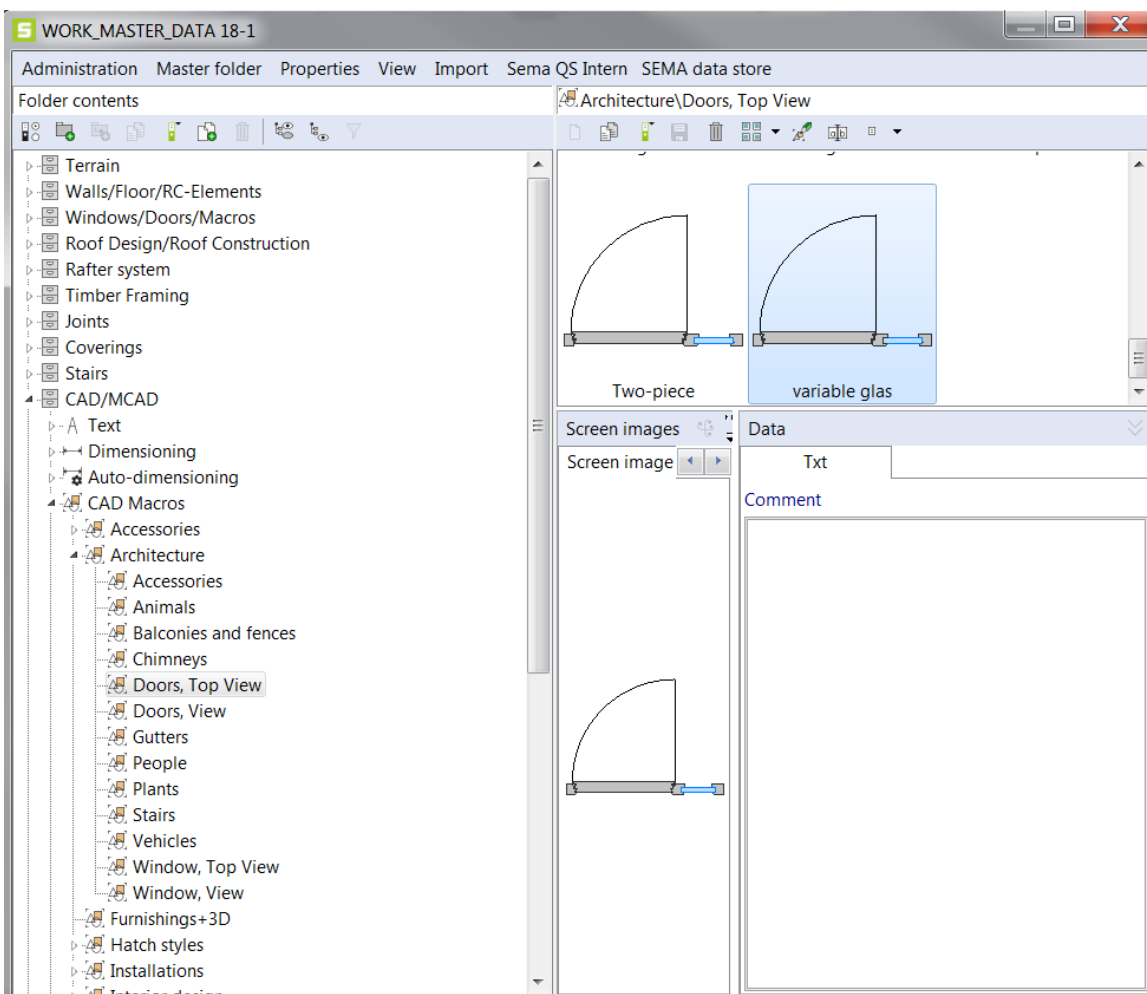 WORK_MASTER_DATA 18-1
Administration Master folder Properties View Import Sema QS Intern SEMA data store
Folder contents
Architecture\Doors, Top View
Terrain
Walls/Floor/RC-Elements
Windows/Doors/Macros
Roof Design/Roof Construction
Rafter system
Timber Framing
Joints
Coverings
Stairs
CAD/MCAD
Text
Dimensioning
Auto-dimensioning
CAD Macros
Accessories
Architecture
Accessories
Animals
Balconies and fences
Chimneys
Doors, Top View
Doors, View
Gutters
People
Plants
Stairs
Vehicles
Window, Top View
Window, View
Furnishings+3D
Hatch styles
Installations
Two-piece
variable glas
Screen images
Screen image
Data
Txt
Comment